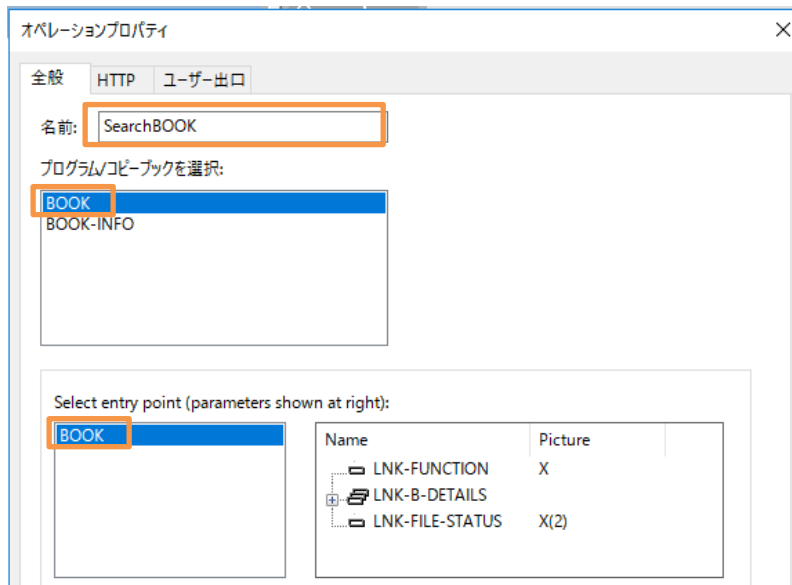 オペレーションプロパティ
全般 HTTP ユーザー出口
名前: SearchBOOK
プログラム/コピーブックを選択:
BOOK
BOOK-INFO
Select entry point (parameters shown at right):
BOOK
Name Picture
LNK-FUNCTION X
LNK-B-DETAILS
LNK-FILE-STATUS X(2)